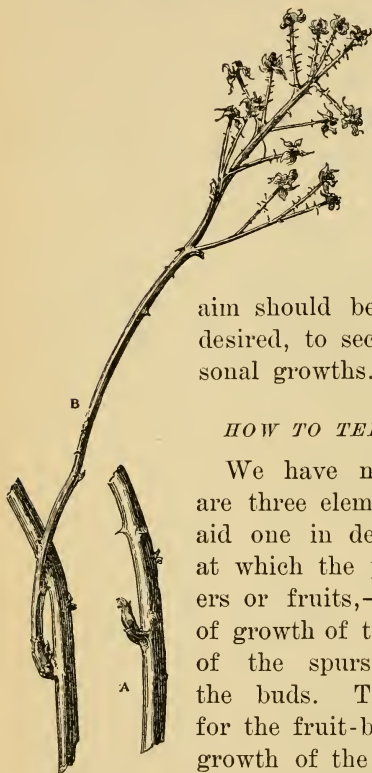 aim should be
desired, to sec
sonal growths.
B
HOW TO TEL
We have n
are three elem
aid one in de
at which the
ers or fruits,—
of growth of t
of the spurs
the buds. T
A
for the fruit-b
growth of the